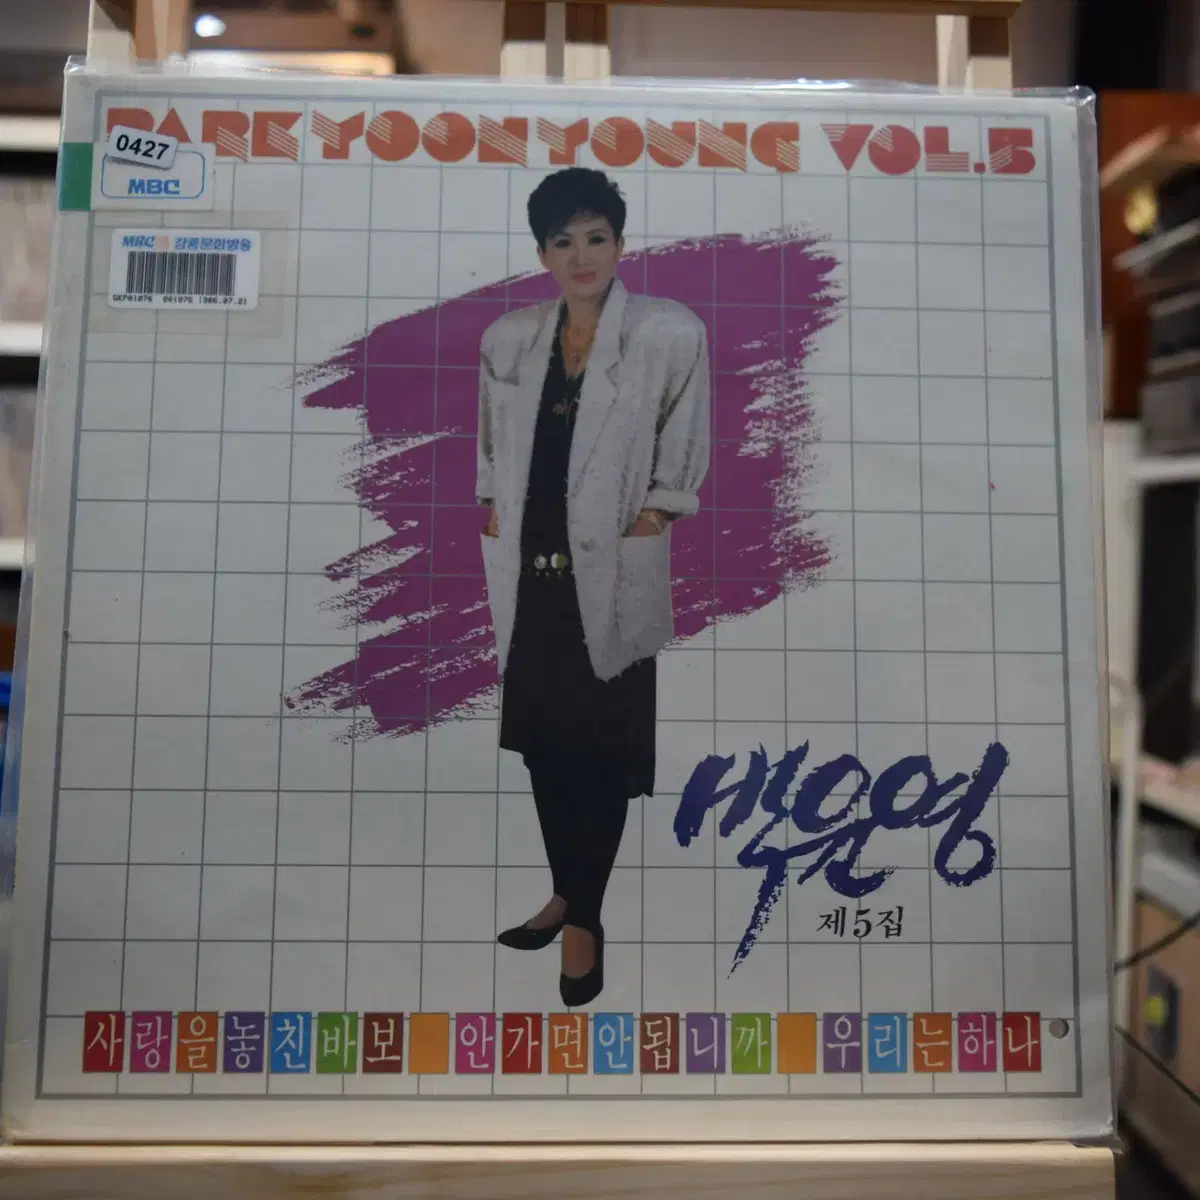 PARK YOON YOUNG VOL.5
0427
MBC
MBC 강릉문화방송
001076
박윤영
제5집
사랑을놓친바보 안가면안됩니까 우리는하나